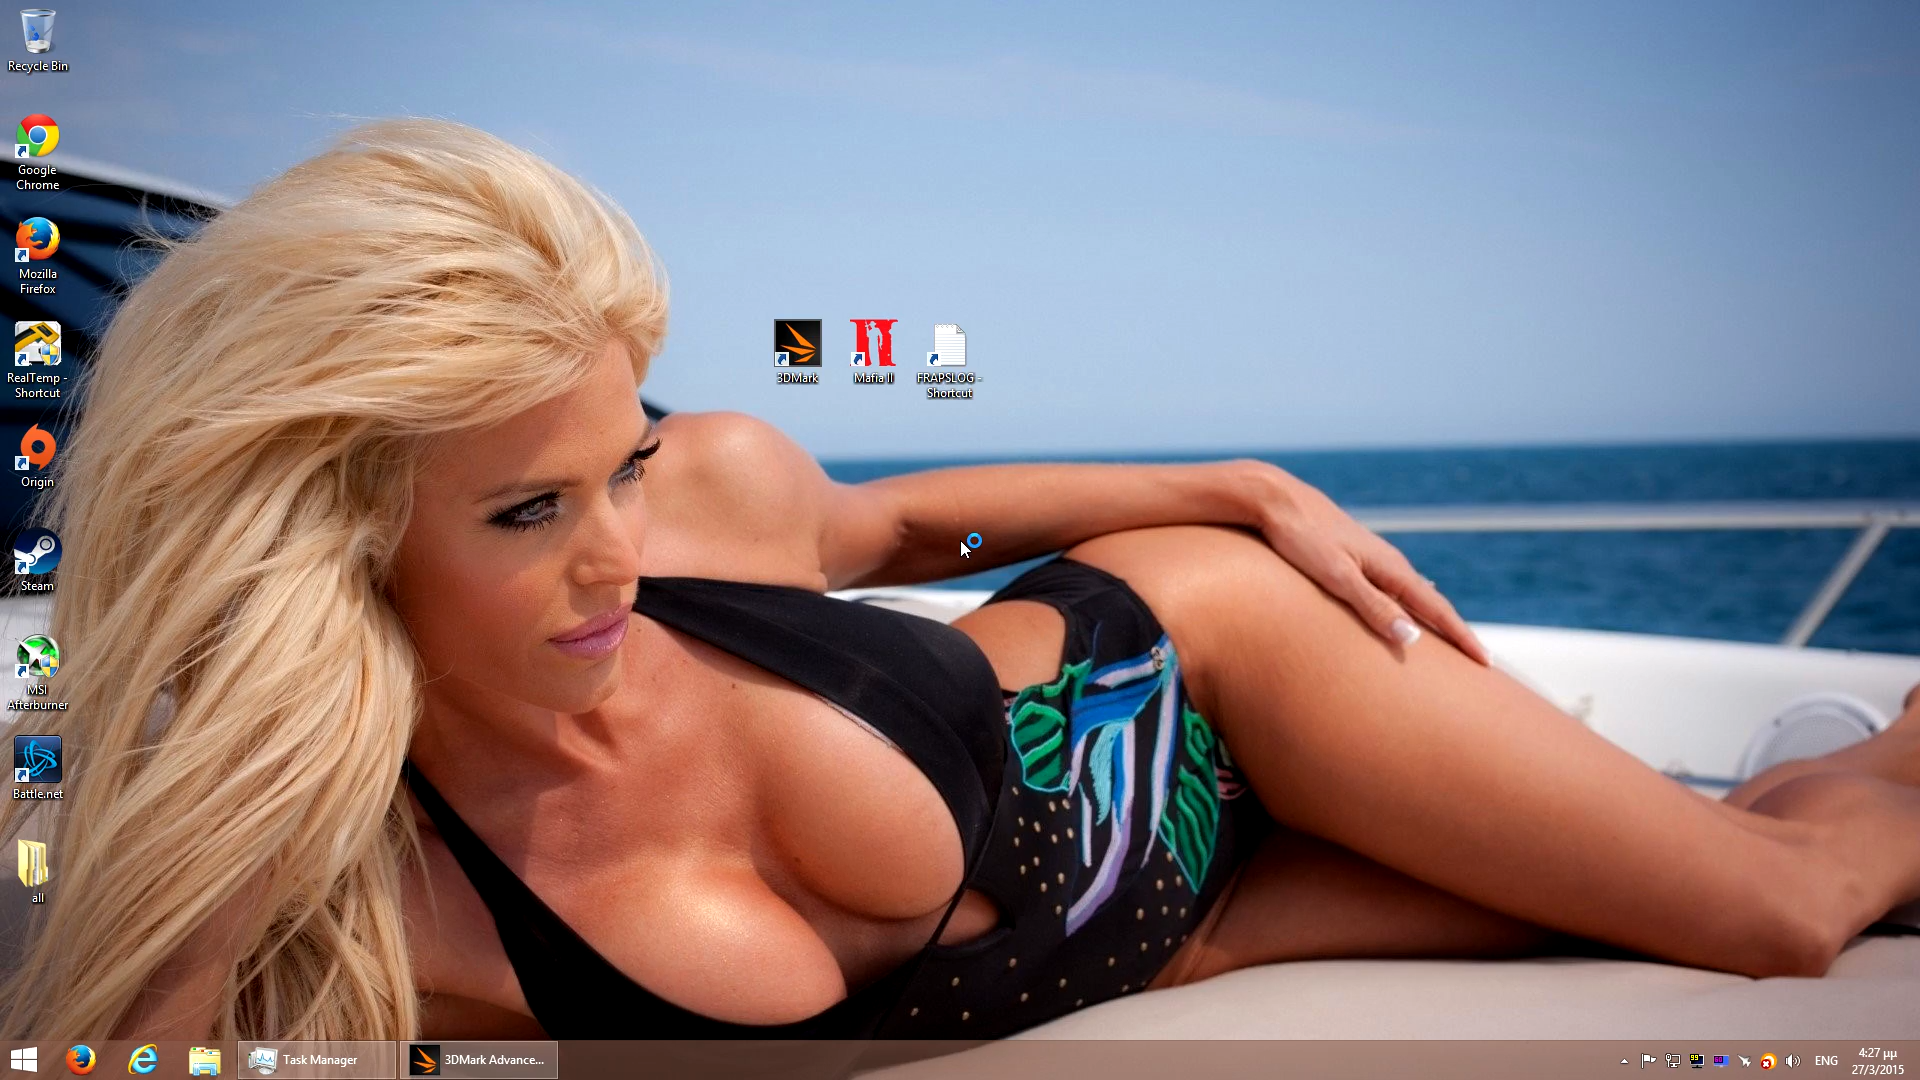 Recycle Bin
Google
Chrome
Mozilla
Firefox
RealTemp -
Shortcut
Origin
Steam
MSI
Afterburner
Battle.net
all
3DMark
Mafia II
FRAPSLOG -
Shortcut
Task Manager
3DMark Advance...
99
ENG
4:27 μμ
27/3/2015